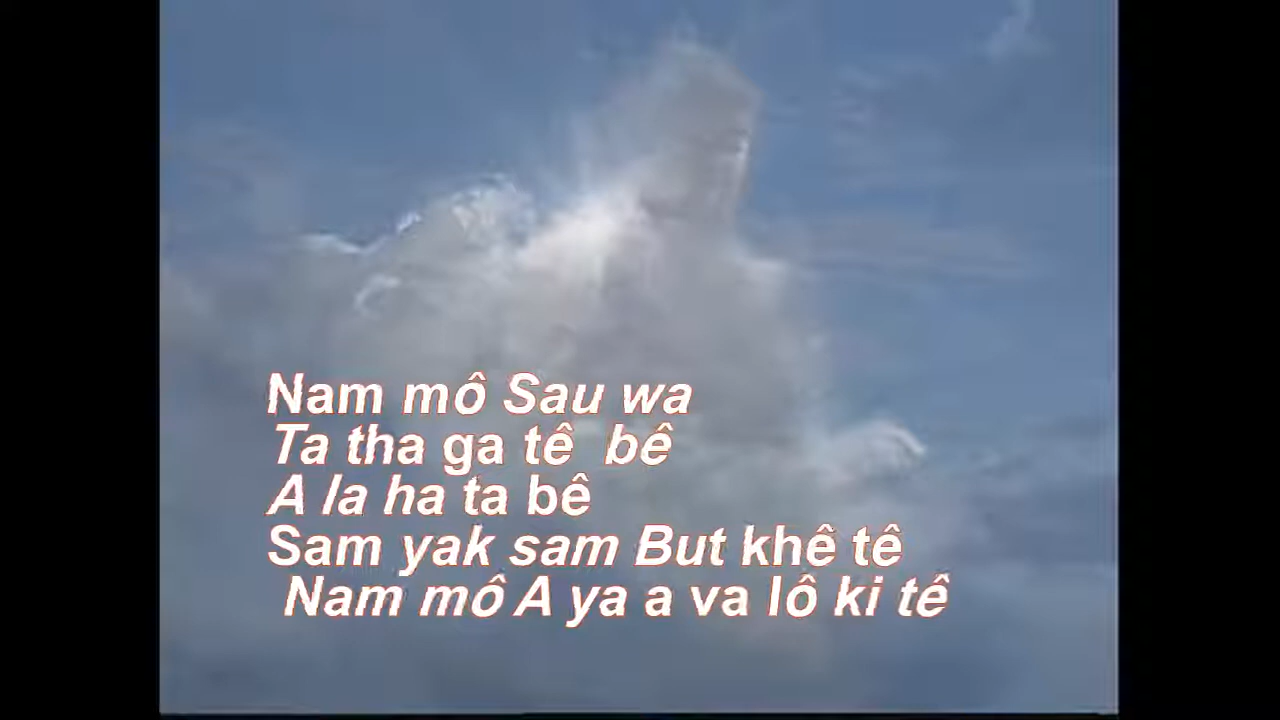 Nam mô Sau wa
Ta tha ga tê bê
A la ha ta bê
Sam yak sam But khê tê
Nam mô A ya a va lô ki tê